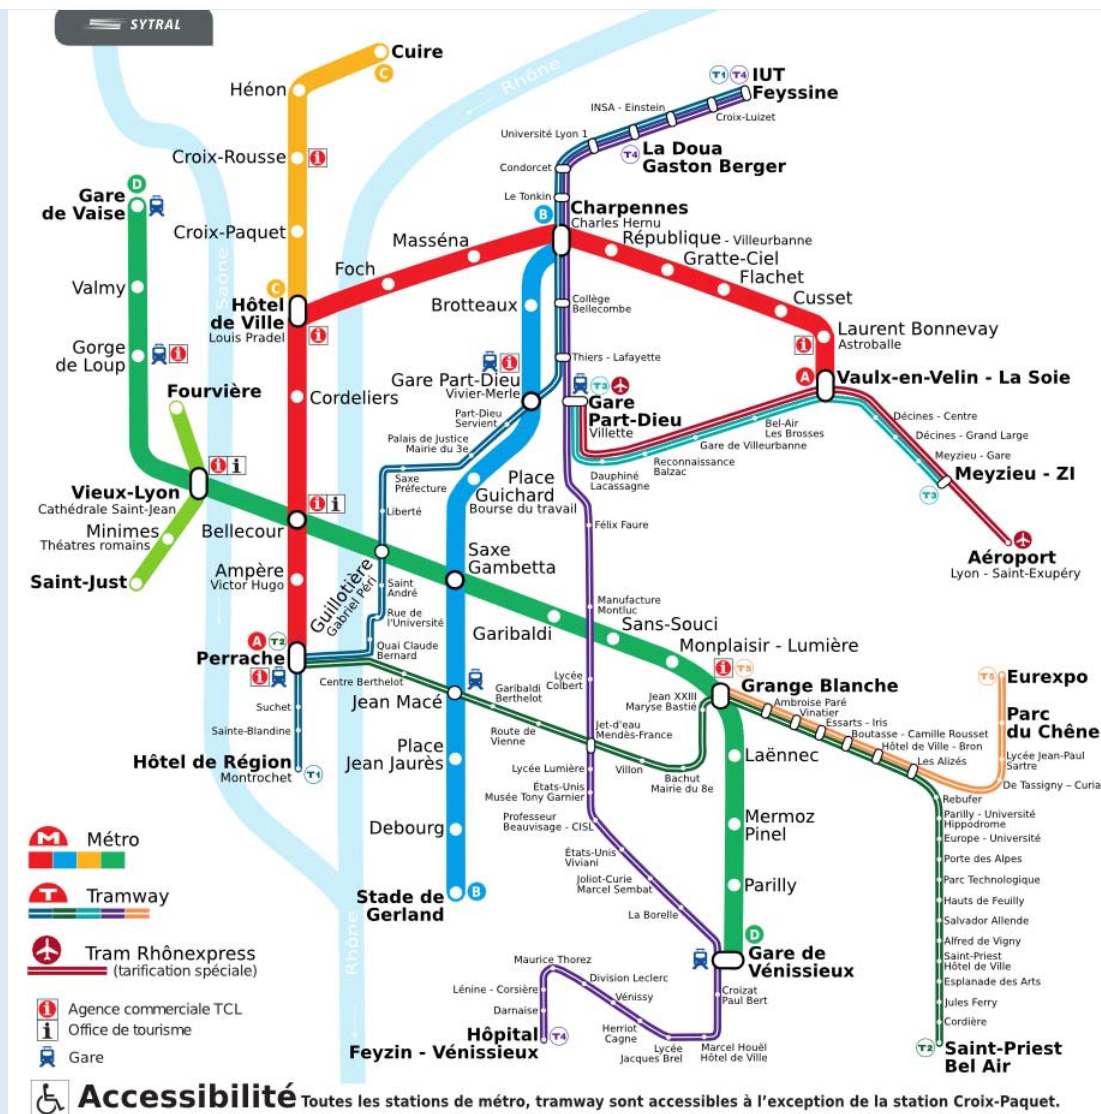 SYTRAL
Cuire
C
Hénon
Rhône
T1 T4 IUT
Feyssine
INSA - Einstein
Croix-Luizet
Université Lyon 1
T4 La Doua
Gaston Berger
Croix-Rousse
Condorcet
Le Tonkin
D
Gare
de Vaise
B Charpennes
Charles Hernu
Croix-Paquet
Masséna
République - Villeurbanne
Gratte-Ciel
Foch
Flachet
Saône
Valmy
C
Hôtel
de Ville
Louis Pradel
Brotteaux
Collège
Bellecombe
Cusset
Laurent Bonnevay
Astroballe
Gorge
de Loup
Thiers - Lafayette
Gare Part-Dieu
Vivier-Merle
T3
Gare
Part-Dieu
Villette
A Vaulx-en-Velin - La Soie
Fourvière
Cordeliers
Part-Dieu
Servient
Palais de Justice
Mairie du 3e
Bel-Air
Les Brosses
Gare de Villeurbanne
Reconnaissance
Balzac
Dauphiné
Lacassagne
Décines - Centre
Décines - Grand Large
Meyzieu - Gare
Meyzieu - ZI
T3
Vieux-Lyon
Cathédrale Saint-Jean
Saxe
Préfecture
Place
Guichard
Bourse du travail
Liberté
Félix Faure
Minimes
Théatres romains
Bellecour
Aéroport
Lyon - Saint-Exupéry
Saint-Just
Ampère
Victor Hugo
Guillotière
Gabriel Péri
Saxe
Gambetta
Saint
André
Rue de
l'Université
Manufacture
Montluc
Garibaldi
Sans-Souci
Monplaisir - Lumière
A T2
Perrache
Quai Claude
Bernard
Centre Berthelot
Jean Macé
Garibaldi
Berthelot
Lycée
Colbert
Jean XXIII
Maryse Bastié
T5
Grange Blanche
T5 Eurexpo
Ambroise Paré
Vinatier
Essarts - Iris
Boutasse - Camille Rousset
Hôtel de Ville - Bron
Les Alizés
Parc
du Chêne
Lycée Jean-Paul
Sartre
De Tassigny - Curial
Suchet
Sainte-Blandine
Hôtel de Région
Montrochet
T1
Route de
Vienne
Jet-d'eau
Mendès-France
Place
Jean Jaurès
Lycée Lumière
Villon
Bachut
Mairie du 8e
Laënnec
États-Unis
Musée Tony Garnier
Professeur
Beauvisage - CISL
Rebufer
Parilly - Université
Hippodrome
Europe - Université
Porte des Alpes
Parc Technologique
Hauts de Feuilly
Salvador Allende
Alfred de Vigny
Saint-Priest
Hôtel de Ville
Esplanade des Arts
Jules Ferry
Cordière
T2 Saint-Priest
Bel Air
Debourg
Mermoz
Pinel
États-Unis
Viviani
Joliot-Curie
Marcel Sembat
Parilly
Stade de
Gerland
B
La Borelle
D
Gare de
Vénissieux
Rhône
Maurice Thorez
Division Leclerc
Lénine - Corsière
Vénissy
Darnaise
Croizat
Paul Bert
Herriot
Cagne
Hôpital
Feyzin - Vénissieux
T4
Lycée
Jacques Brel
Marcel Houël
Hôtel de Ville
M Métro
T Tramway
Tram Rhônexpress
(tarification spéciale)
Agence commerciale TCL
Office de tourisme
Gare
Accessibilité Toutes les stations de métro, tramway sont accessibles à l'exception de la station Croix-Paquet.